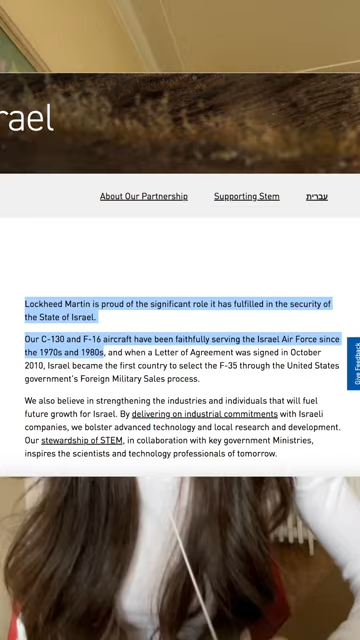 rael
About Our Partnership
Supporting Stem
עברית
Lockheed Martin is proud of the significant role it has fulfilled in the security of
the State of Israel.
Our C-130 and F-16 aircraft have been faithfully serving the Israel Air Force since
the 1970s and 1980s, and when a Letter of Agreement was signed in October
2010, Israel became the first country to select the F-35 through the United States
government's Foreign Military Sales process.
We also believe in strengthening the industries and individuals that will fuel
future growth for Israel. By delivering on industrial commitments with Israeli
companies, we bolster advanced technology and local research and development.
Our stewardship of STEM, in collaboration with key government Ministries,
inspires the scientists and technology professionals of tomorrow.
Give Feedback